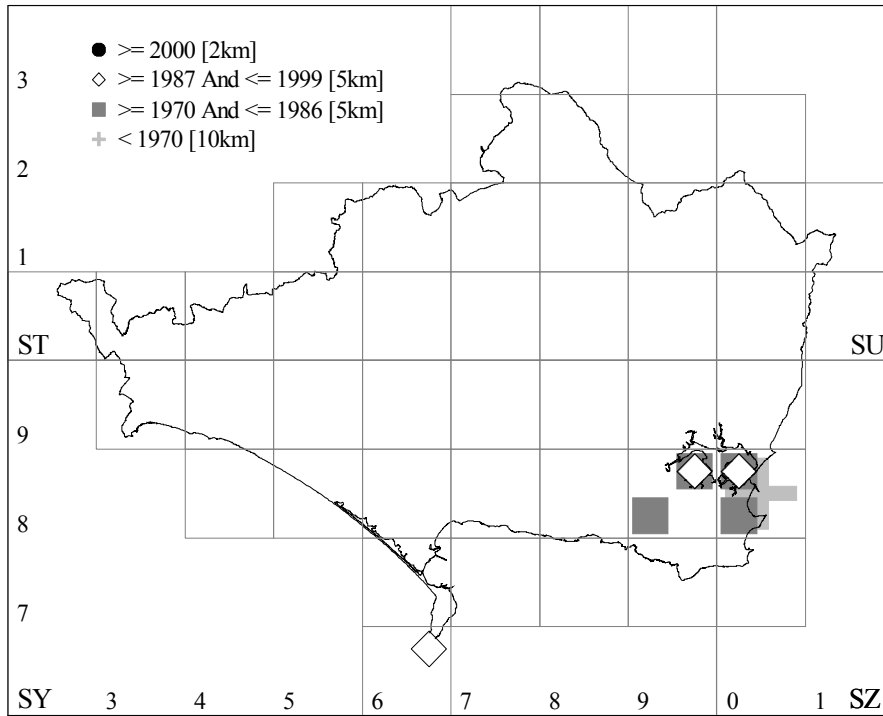 >= 2000 [2km]
3
>= 1987 And <= 1999 [5km]
>= 1970 And <= 1986 [5km]
< 1970 [10km]
2
1
ST
SU
9
8
7
SY
3
4
5
6
7
8
9
0
1
SZ